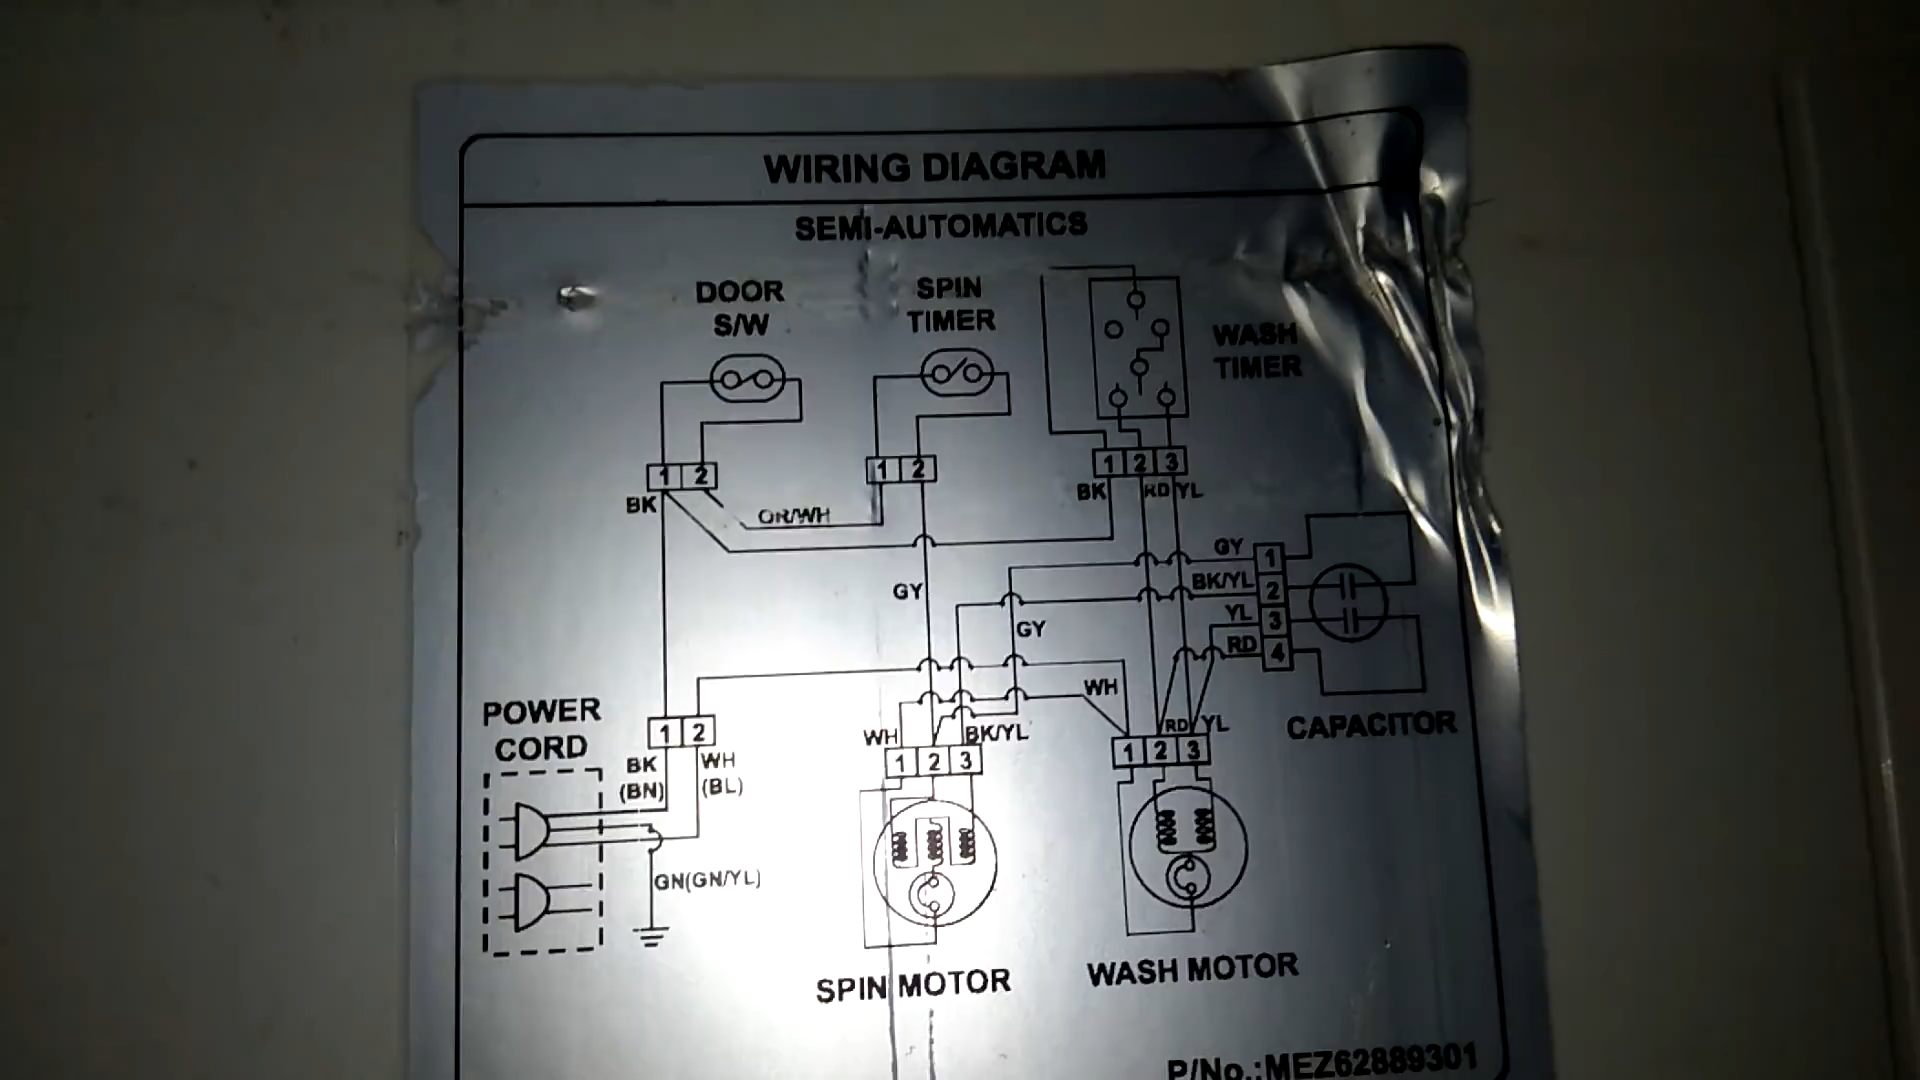 WIRING DIAGRAM
SEMI-AUTOMATICS
DOOR
S/W
SPIN
TIMER
WASH
TIMER
1 2
1 2
1 2 3
BK
OR/WH
BK
RD
YL
GY
1
BK/YL
2
YL
3
RD
4
GY
GY
WH
POWER
CORD
1 2
BK
(BN)
WH
(BL)
WH
BK/YL
1 2 3
RD
YL
1 2 3
CAPACITOR
GN(GN/YL)
SPIN MOTOR
WASH MOTOR
P/No.:MEZ62889301